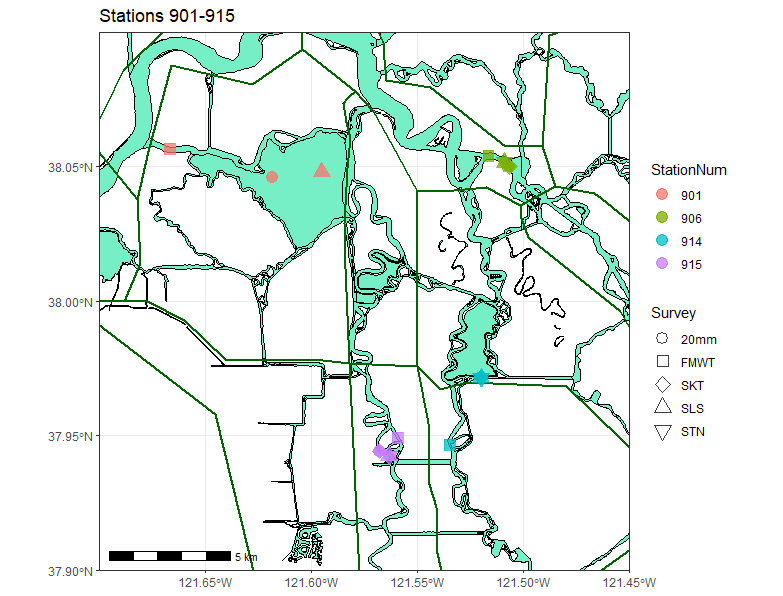 Stations 901-915
38.05°N
38.00°N
37.95°N
37.90°N
121.65°W
121.60°W
121.55°W
121.50°W
121.45°W
5 km
StationNum
901
906
914
915
Survey
20mm
FMWT
SKT
SLS
STN